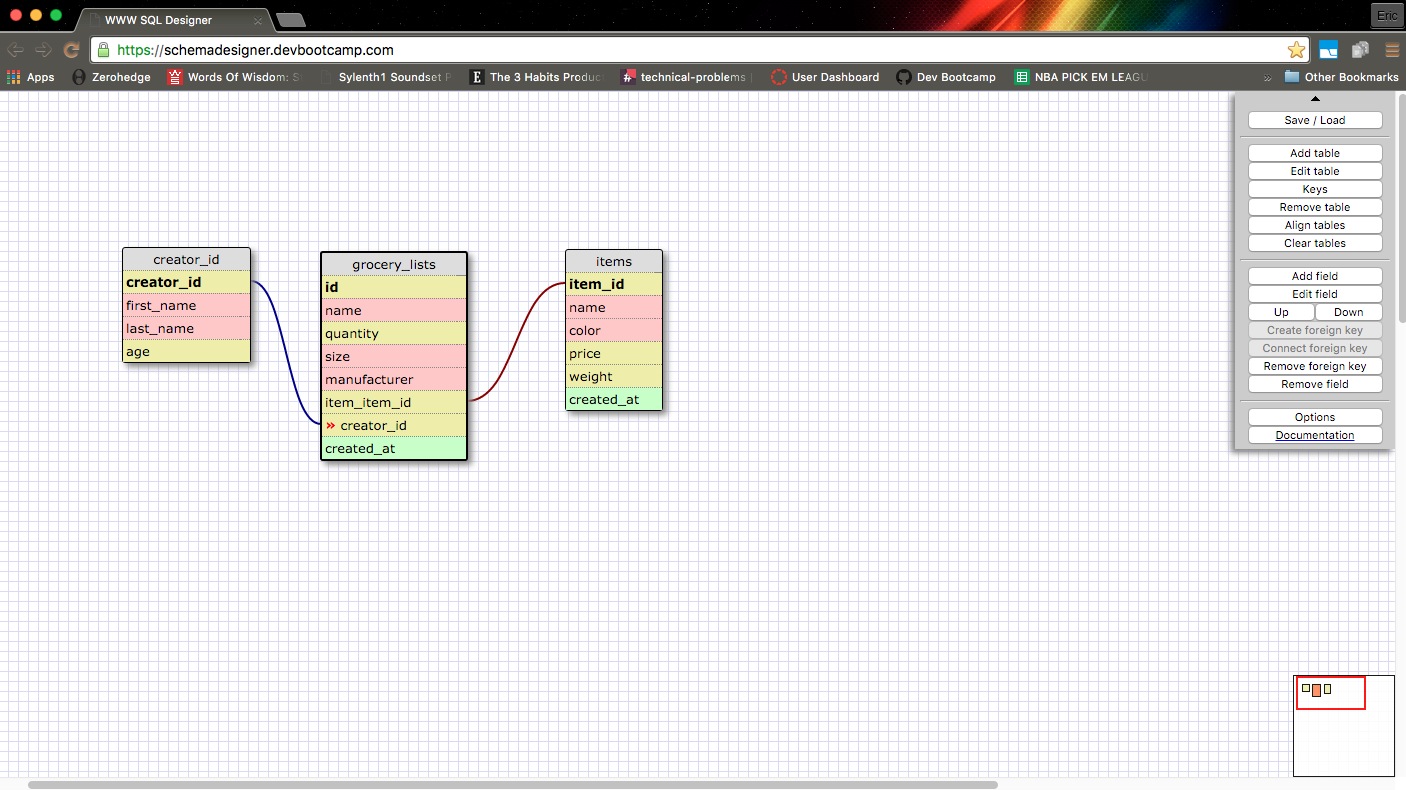 WWW SQL Designer
Eric
https://schemadesigner.devbootcamp.com
Apps Zerohedge Words Of Wisdom: S Sylenth1 Soundset P The 3 Habits Product technical-problems User Dashboard Dev Bootcamp NBA PICK EM LEAGU » Other Bookmarks
Save / Load
Add table
Edit table
Keys
Remove table
Align tables
Clear tables
Add field
Edit field
Up Down
Create foreign key
Connect foreign key
Remove foreign key
Remove field
Options
Documentation
creator_id
creator_id
first_name
last_name
age
grocery_lists
id
name
quantity
size
manufacturer
item_item_id
» creator_id
created_at
items
item_id
name
color
price
weight
created_at